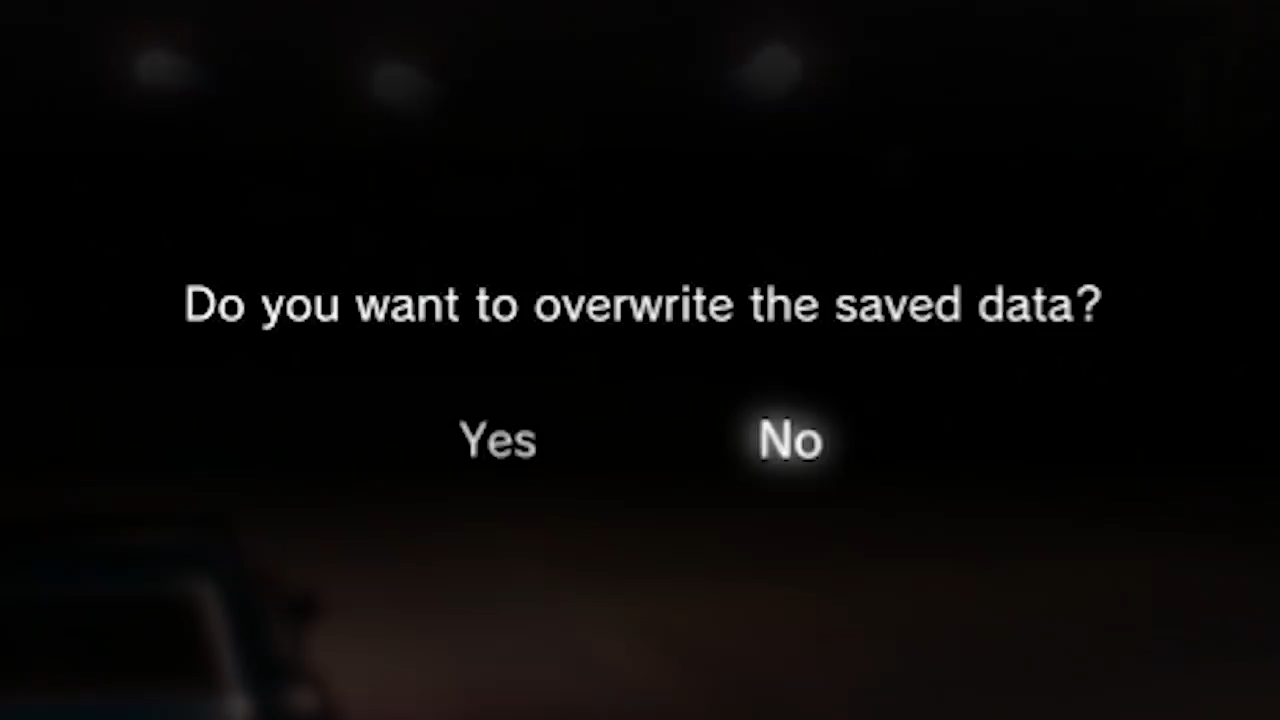 Do you want to overwrite the saved data?
Yes No